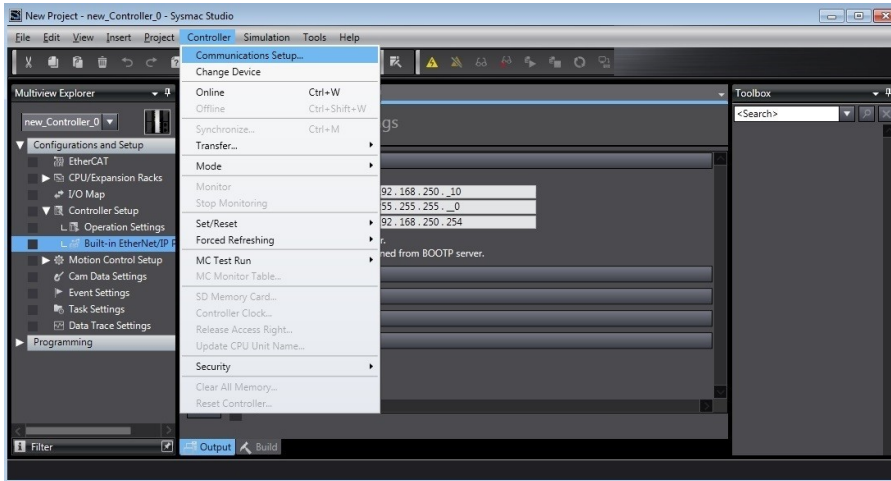 New Project - new_Controller_0 - Sysmac Studio
File Edit View Insert Project Controller Simulation Tools Help
Multiview Explorer
new_Controller_0
Configurations and Setup
EtherCAT
CPU/Expansion Racks
I/O Map
Controller Setup
Operation Settings
Built-in EtherNet/IP P
Motion Control Setup
Cam Data Settings
Event Settings
Task Settings
Data Trace Settings
Programming
Filter
Communications Setup...
Change Device
Online Ctrl+W
Offline Ctrl+Shift+W
Synchronize... Ctrl+M
Transfer...
Mode
Monitor
Stop Monitoring
Set/Reset
Forced Refreshing
MC Test Run
MC Monitor Table...
SD Memory Card...
Controller Clock...
Release Access Right...
Update CPU Unit Name...
Security
Clear All Memory...
Reset Controller...
gs
92 . 168 . 250 . _10
55 . 255 . 255 . __0
92 . 168 . 250 . 254
r.
ned from BOOTP server.
Output Build
Toolbox
<Search>